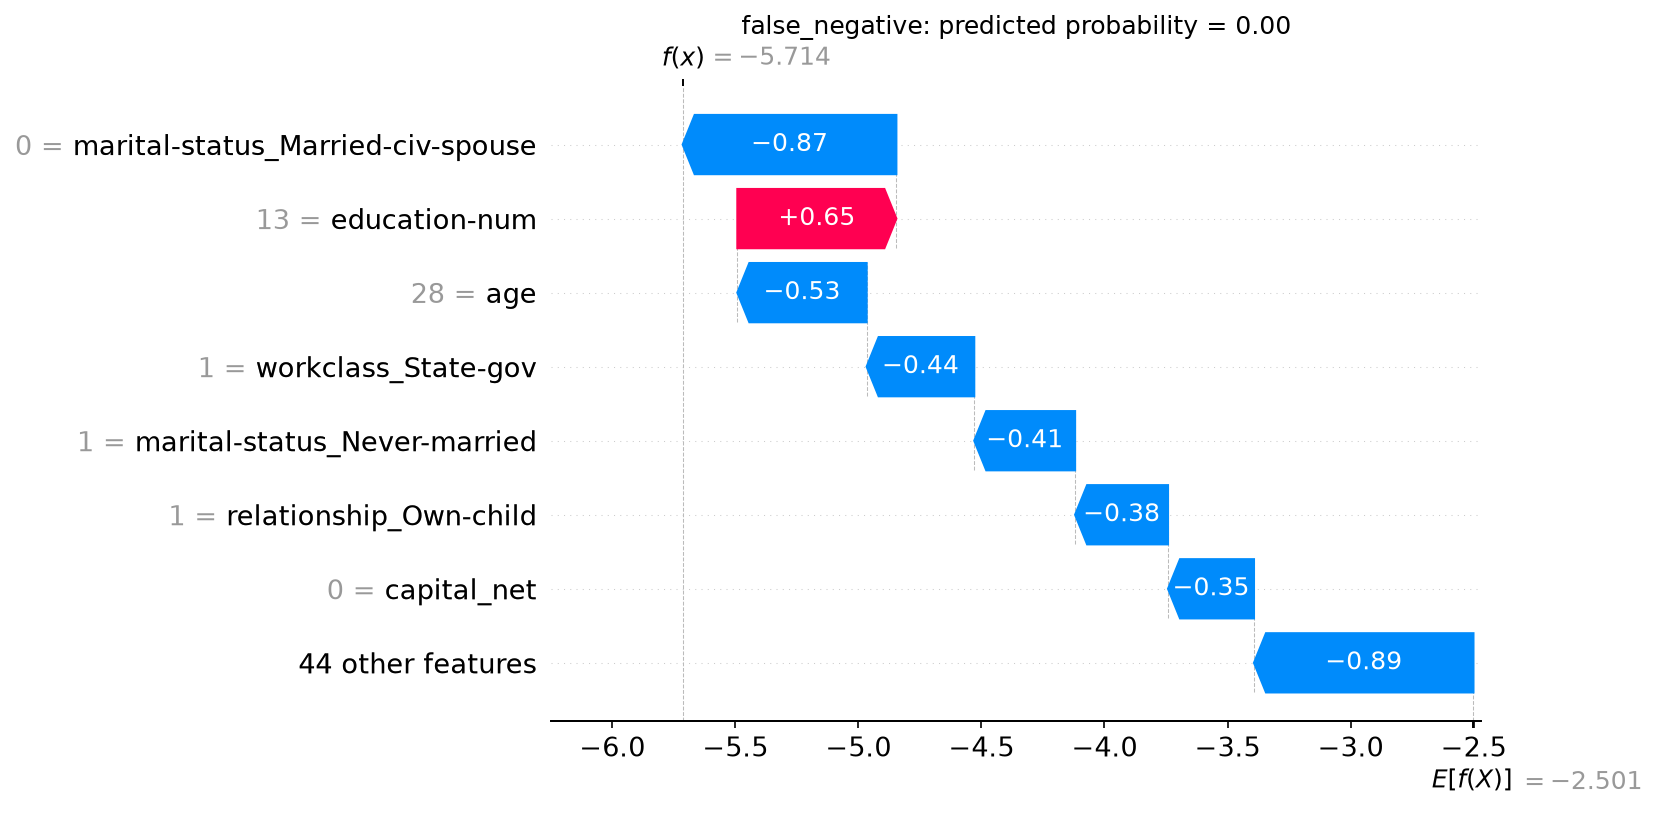 false_negative: predicted probability = 0.00
f(x) = −5.714
0 = marital-status_Married-civ-spouse −0.87
13 = education-num +0.65
28 = age −0.53
1 = workclass_State-gov −0.44
1 = marital-status_Never-married −0.41
1 = relationship_Own-child −0.38
0 = capital_net −0.35
44 other features −0.89
−6.0 −5.5 −5.0 −4.5 −4.0 −3.5 −3.0 −2.5
E[f(X)] = −2.501